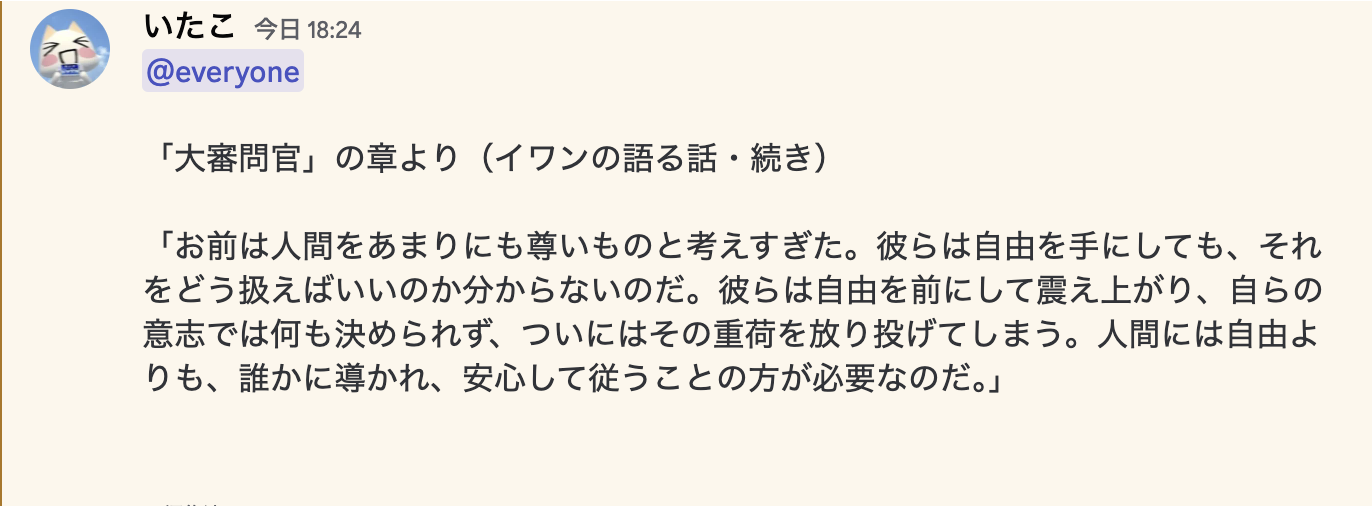 いたこ 今日 18:24
@everyone
「大審問官」の章より（イワンの語る話・続き）
「お前は人間をあまりにも尊いものと考えすぎた。彼らは自由を手にしても、それ
をどう扱えばいいのか分からないのだ。彼らは自由を前にして震え上がり、自らの
意志では何も決められず、ついにはその重荷を放り投げてしまう。人間には自由よ
りも、誰かに導かれ、安心して従うことの方が必要なのだ。」